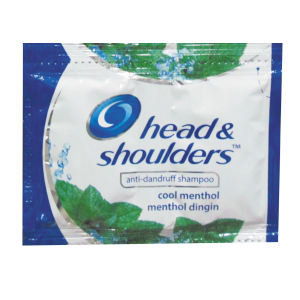 head &
shoulders™
anti-dandruff shampoo
cool menthol
menthol dingin